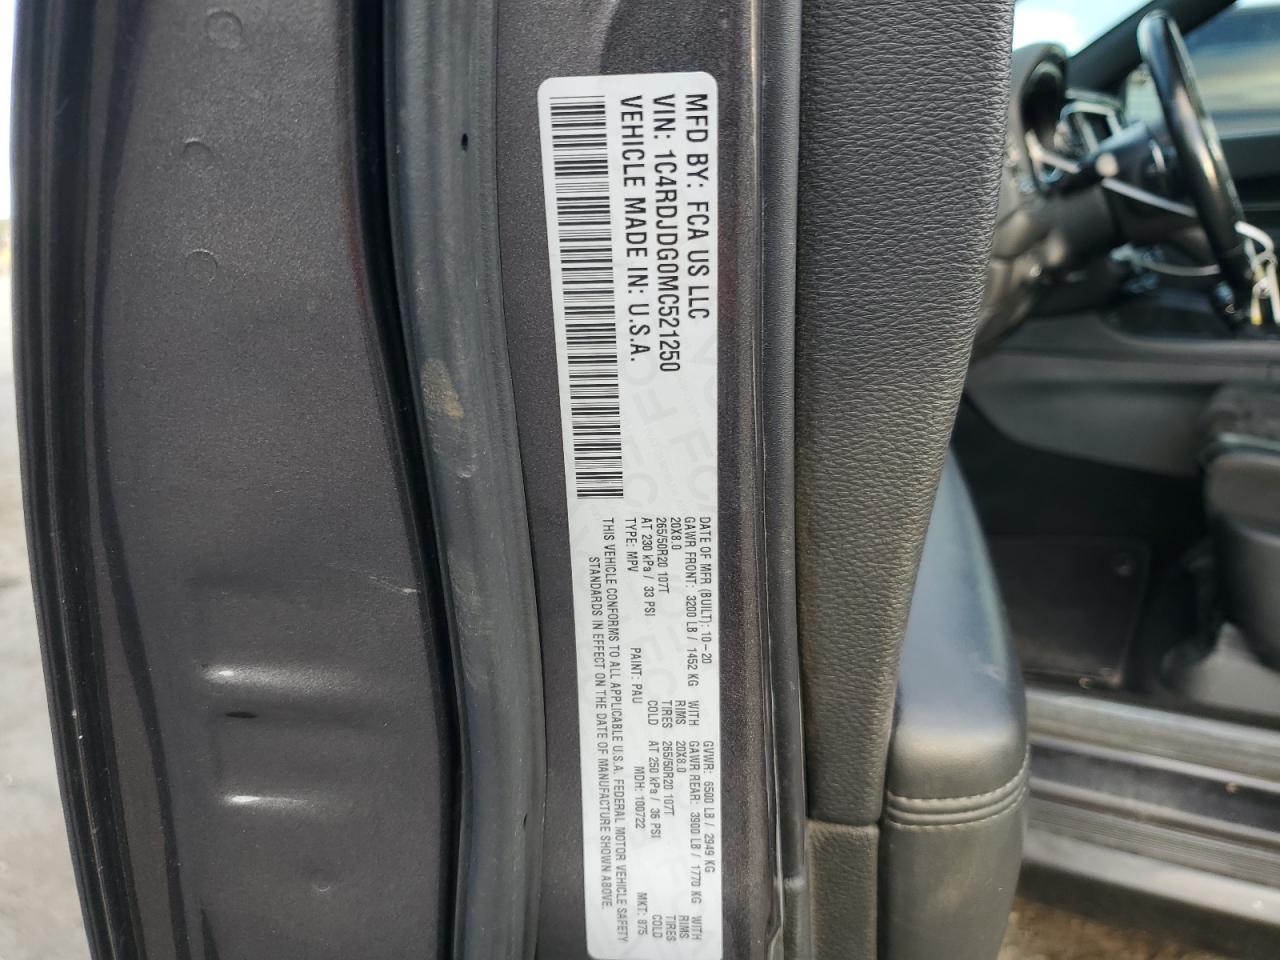 MFD BY: FCA US LLC
VIN: 1C4RDJDG0MC521250
VEHICLE MADE IN: U.S.A.
DATE OF MFR (BUILT): 10-20 GVWR: 6500 LB / 2949 KG
GAWR FRONT: 3200 LB / 1452 KG WITH GAWR REAR: 3900 LB / 1770 KG WITH
20X8.0 RIMS 20X8.0 RIMS
265/50R20 107T TIRES 265/50R20 107T TIRES
AT 230 kPa / 33 PSI COLD AT 250 kPa / 36 PSI COLD
TYPE: MPV PAINT: PAU MDH: 100722 MKT: 875
THIS VEHICLE CONFORMS TO ALL APPLICABLE U.S.A. FEDERAL MOTOR VEHICLE SAFETY
STANDARDS IN EFFECT ON THE DATE OF MANUFACTURE SHOWN ABOVE.